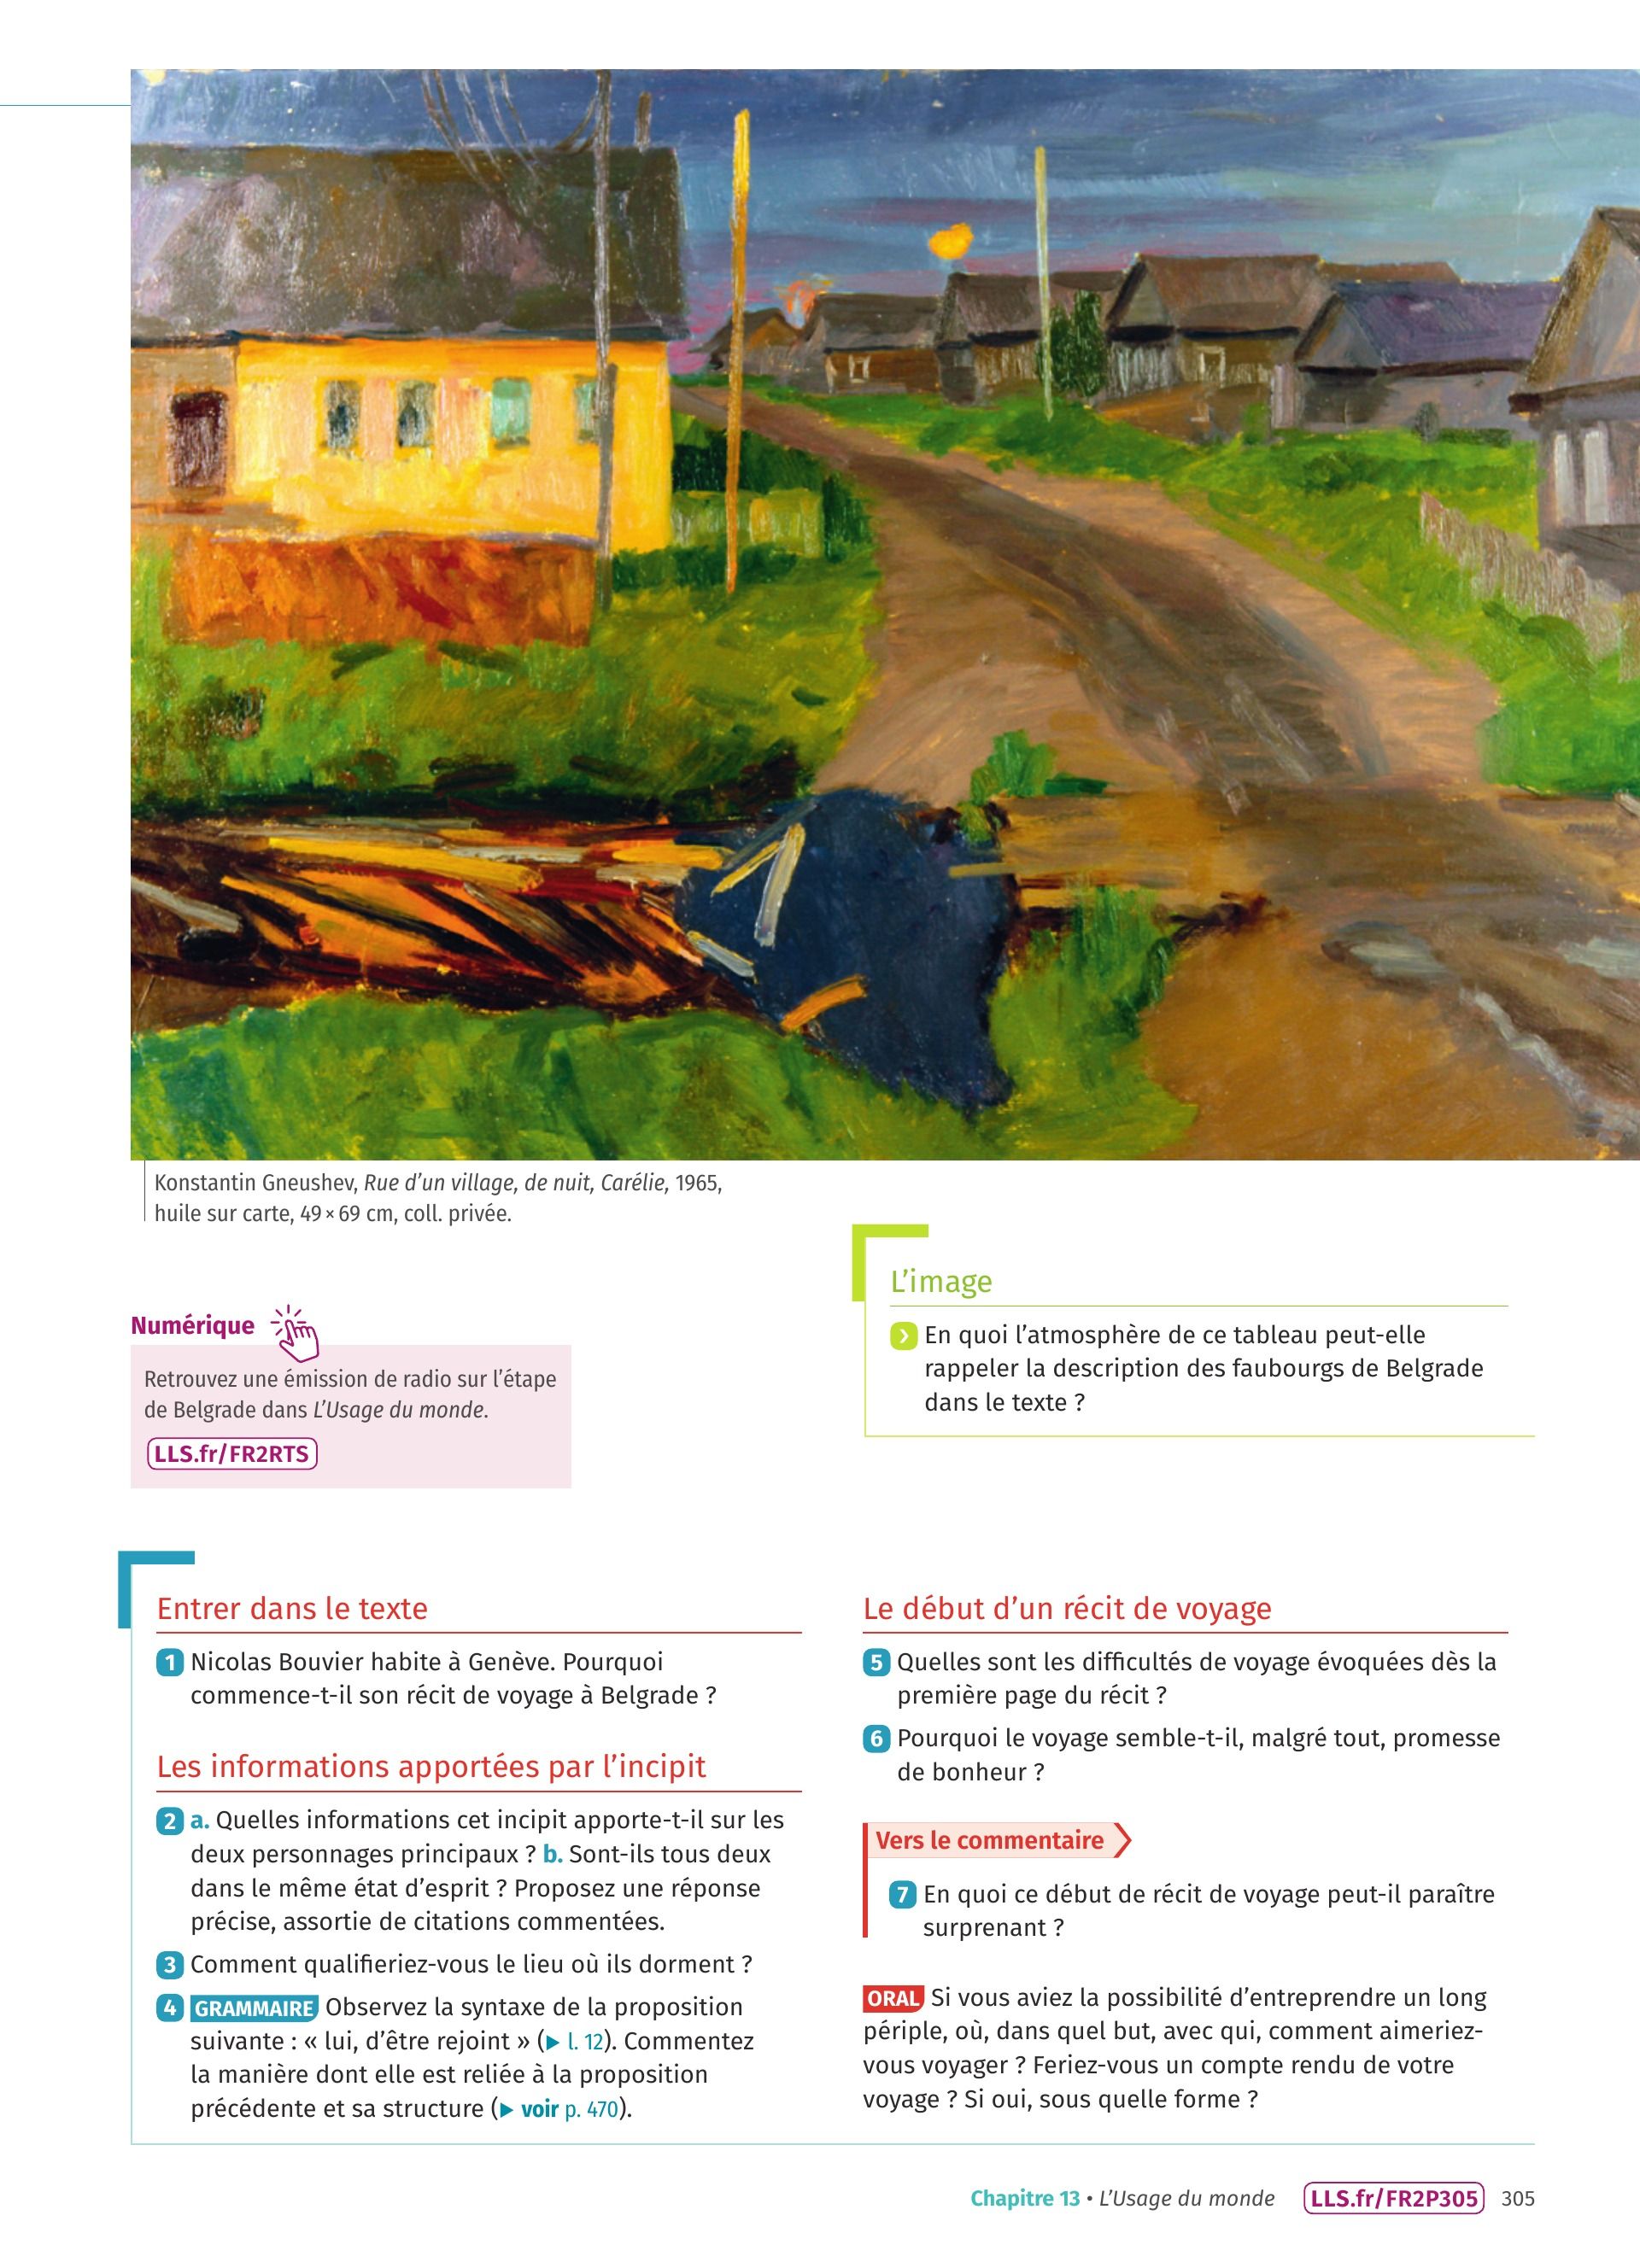 Konstantin Gneushev, Rue d’un village, de nuit, Carélie, 1965,
huile sur carte, 49 × 69 cm, coll. privée.
Numérique
Retrouvez une émission de radio sur l’étape
de Belgrade dans L’Usage du monde.
LLS.fr/FR2RTS
L’image
En quoi l’atmosphère de ce tableau peut-elle
rappeler la description des faubourgs de Belgrade
dans le texte ?
Entrer dans le texte
1 Nicolas Bouvier habite à Genève. Pourquoi
commence-t-il son récit de voyage à Belgrade ?
Les informations apportées par l’incipit
2 a. Quelles informations cet incipit apporte-t-il sur les
deux personnages principaux ? b. Sont-ils tous deux
dans le même état d’esprit ? Proposez une réponse
précise, assortie de citations commentées.
3 Comment qualifieriez-vous le lieu où ils dorment ?
4 GRAMMAIRE Observez la syntaxe de la proposition
suivante : « lui, d’être rejoint » (▶ l. 12). Commentez
la manière dont elle est reliée à la proposition
précédente et sa structure (▶ voir p. 470).
Le début d’un récit de voyage
5 Quelles sont les difficultés de voyage évoquées dès la
première page du récit ?
6 Pourquoi le voyage semble-t-il, malgré tout, promesse
de bonheur ?
Vers le commentaire
7 En quoi ce début de récit de voyage peut-il paraître
surprenant ?
ORAL Si vous aviez la possibilité d’entreprendre un long
périple, où, dans quel but, avec qui, comment aimeriez-
vous voyager ? Feriez-vous un compte rendu de votre
voyage ? Si oui, sous quelle forme ?
Chapitre 13 • L’Usage du monde LLS.fr/FR2P305 305